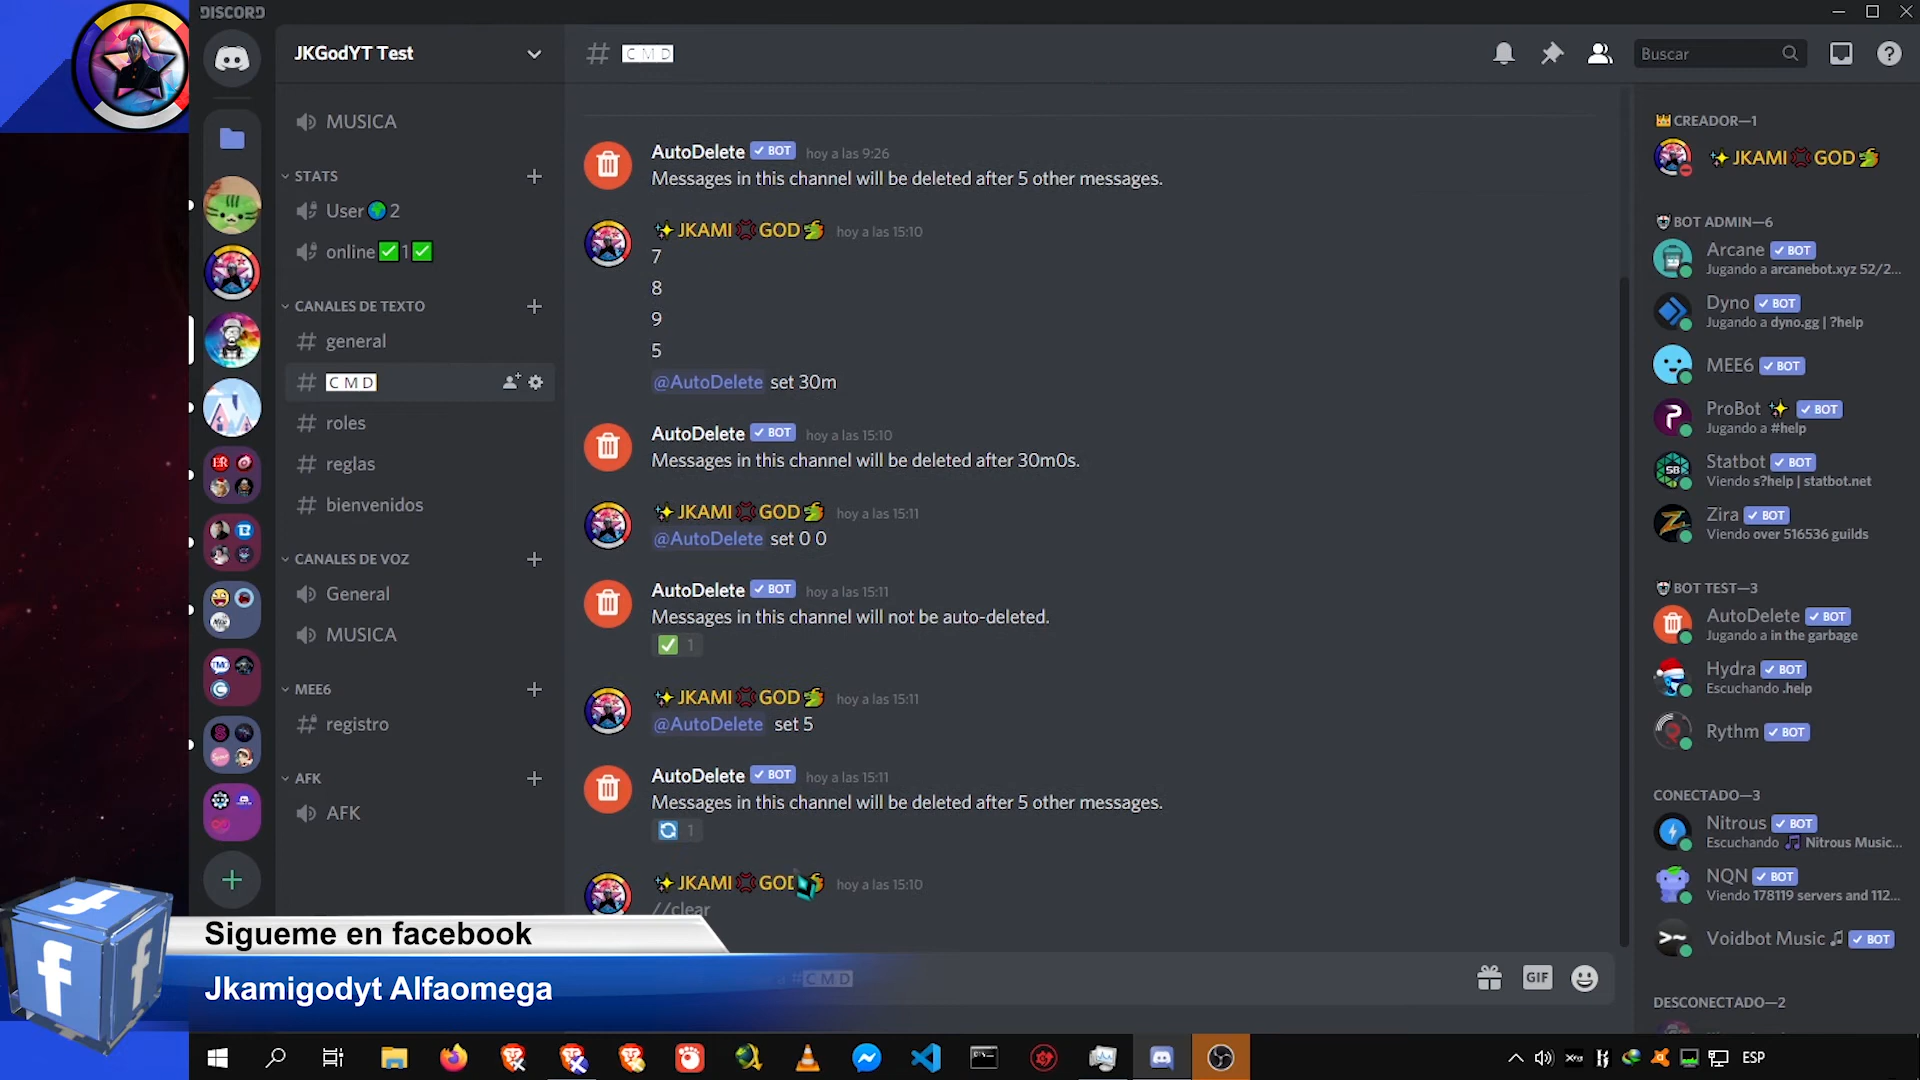 DISCORD
JKGodYT Test
# CMD
Buscar
MUSICA
STATS
User 2
online 1
CANALES DE TEXTO
# general
# CMD
# roles
# reglas
# bienvenidos
CANALES DE VOZ
General
MUSICA
MEE6
# registro
AFK
AFK
AutoDelete BOT hoy a las 9:26
Messages in this channel will be deleted after 5 other messages.
JKAMI GOD hoy a las 15:10
7
8
9
5
@AutoDelete set 30m
AutoDelete BOT hoy a las 15:10
Messages in this channel will be deleted after 30m0s.
JKAMI GOD hoy a las 15:11
@AutoDelete set 0 0
AutoDelete BOT hoy a las 15:11
Messages in this channel will not be auto-deleted.
1
JKAMI GOD hoy a las 15:11
@AutoDelete set 5
AutoDelete BOT hoy a las 15:11
Messages in this channel will be deleted after 5 other messages.
1
JKAMI GOD hoy a las 15:10
//clear
#CMD
GIF
CREADOR—1
JKAMI GOD
BOT ADMIN—6
Arcane BOT
Jugando a arcanebot.xyz 52/2...
Dyno BOT
Jugando a dyno.gg | ?help
MEE6 BOT
ProBot BOT
Jugando a #help
Statbot BOT
Viendo s?help | statbot.net
Zira BOT
Viendo over 516536 guilds
BOT TEST—3
AutoDelete BOT
Jugando a in the garbage
Hydra BOT
Escuchando .help
Rythm BOT
CONECTADO—3
Nitrous BOT
Escuchando Nitrous Music...
NQN BOT
Viendo 178119 servers and 112...
Voidbot Music BOT
DESCONECTADO—2
Sigueme en facebook
Jkamigodyt Alfaomega
ESP